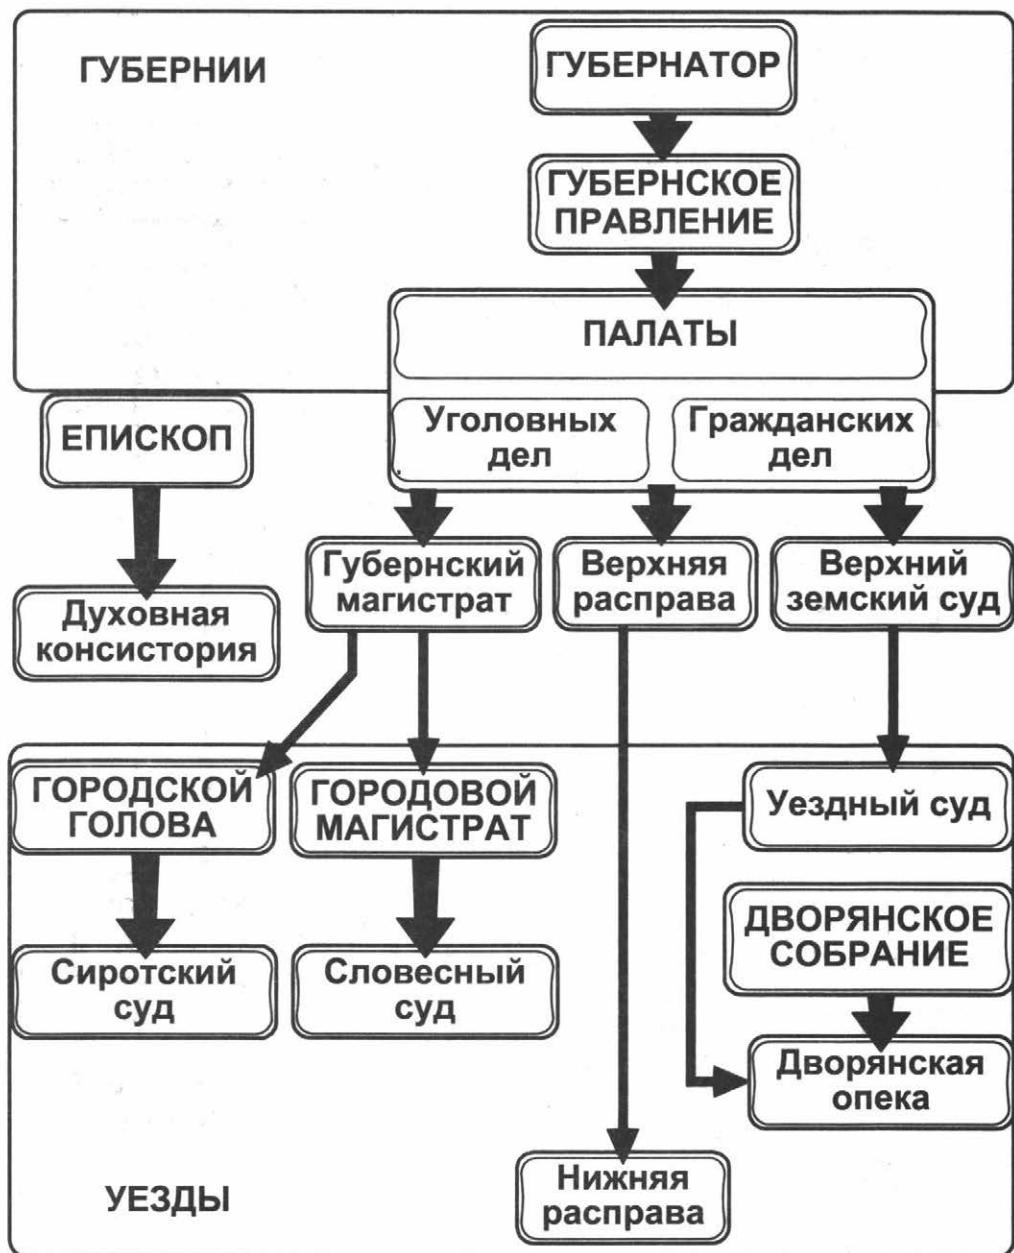 ГУБЕРНИИ
ГУБЕРНАТОР
ГУБЕРНСКОЕ
ПРАВЛЕНИЕ
ПАЛАТЫ
Уголовных
дел
Гражданских
дел
ЕПИСКОП
Духовная
консистория
Губернский
магистрат
Верхняя
расправа
Верхний
земский суд
ГОРОДСКОЙ
ГОЛОВА
ГОРОДОВОЙ
МАГИСТРАТ
Уездный суд
ДВОРЯНСКОЕ
СОБРАНИЕ
Сиротский
суд
Словесный
суд
Дворянская
опека
Нижняя
расправа
УЕЗДЫ